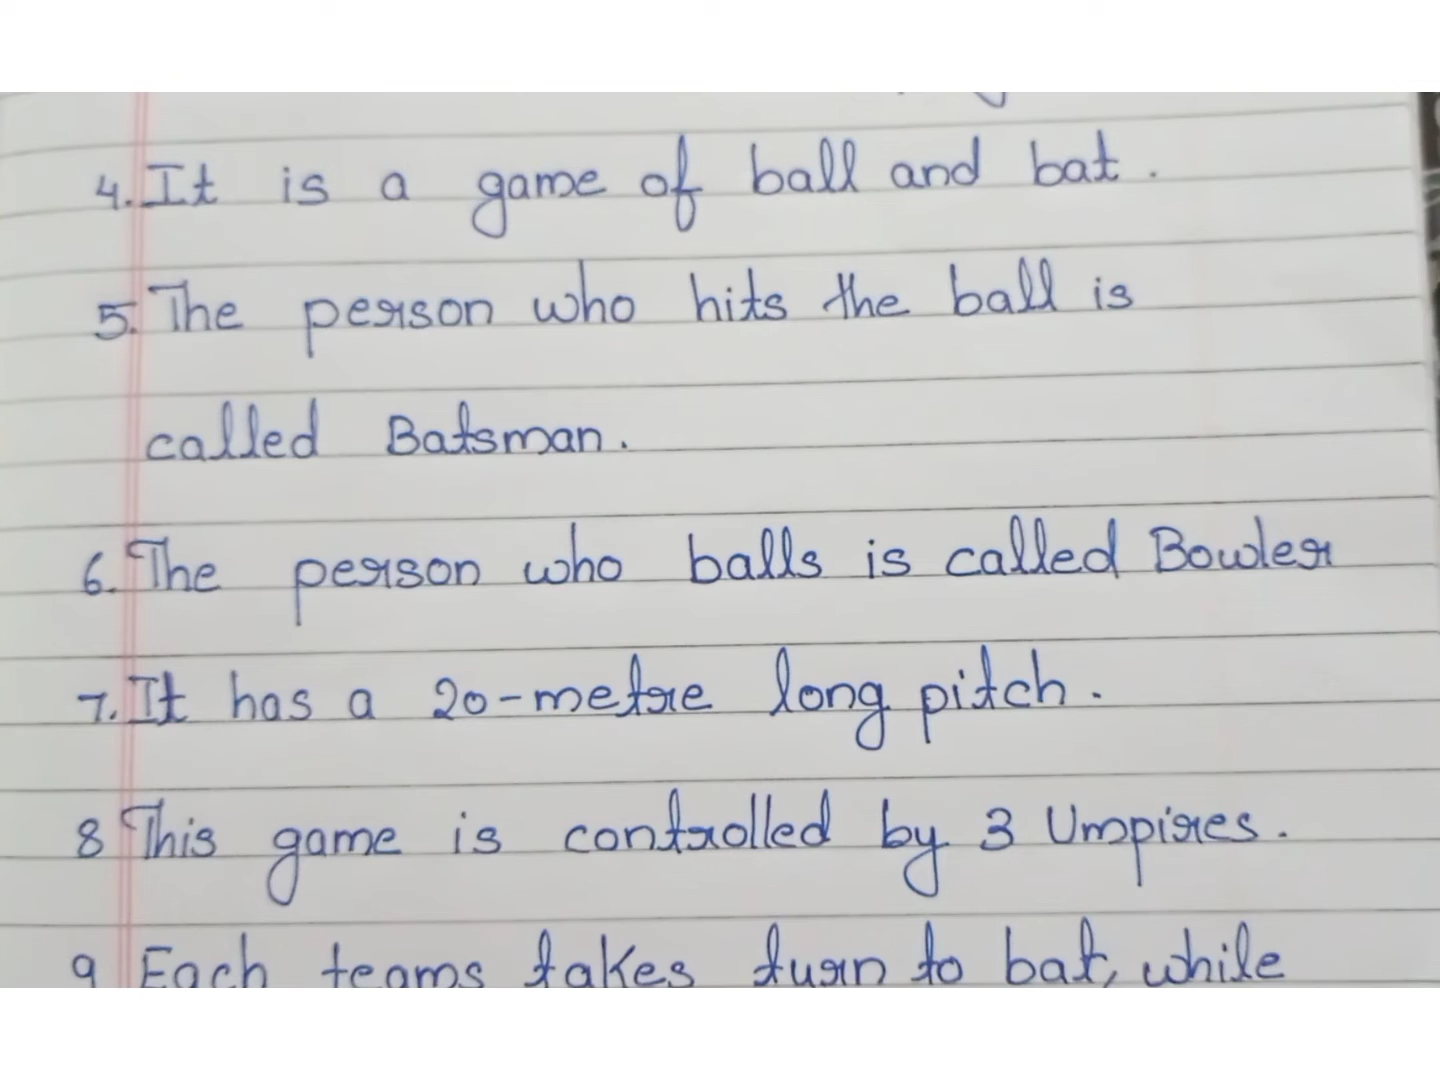 4. It is a game of ball and bat.
5. The person who hits the ball is
called Batsman.
6. The person who balls is called Bowler
7. It has a 20-metre long pitch.
8 This game is controlled by 3 Umpires.
9 Each teams takes turn to bat, while